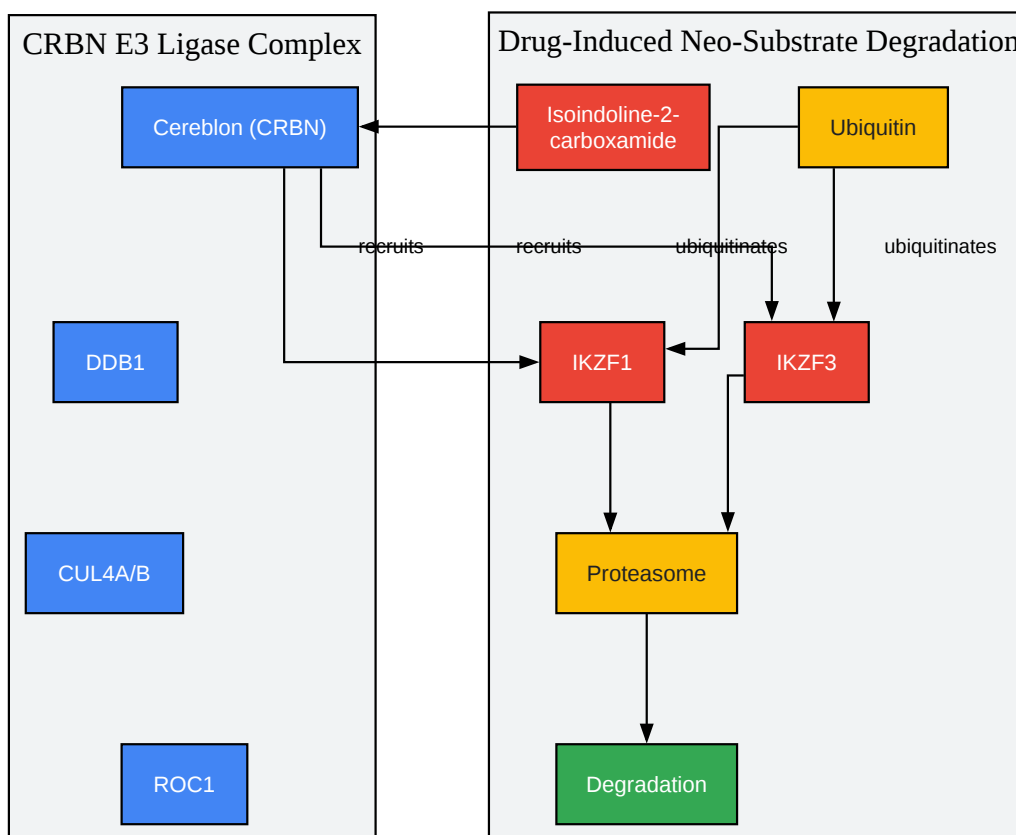 CRBN E3 Ligase Complex
Drug-Induced Neo-Substrate Degradation
Cereblon (CRBN)
Isoindoline-2-
carboxamide
Ubiquitin
recruits
recruits
ubiquitinates
ubiquitinates
DDB1
IKZF1
IKZF3
CUL4A/B
Proteasome
ROC1
Degradation